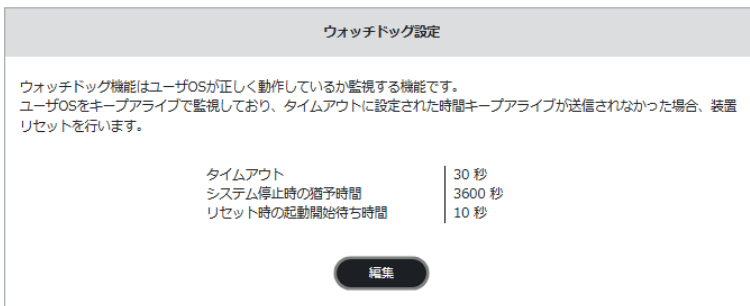 ウォッチドッグ設定
ウォッチドッグ機能はユーザOSが正しく動作しているか監視する機能です。
ユーザOSをキープアライブで監視しており、タイムアウトに設定された時間キープアライブが送信されなかった場合、装置
リセットを行います。
タイムアウト 30 秒
システム停止時の猶予時間 3600 秒
リセット時の起動開始待ち時間 10 秒
編集